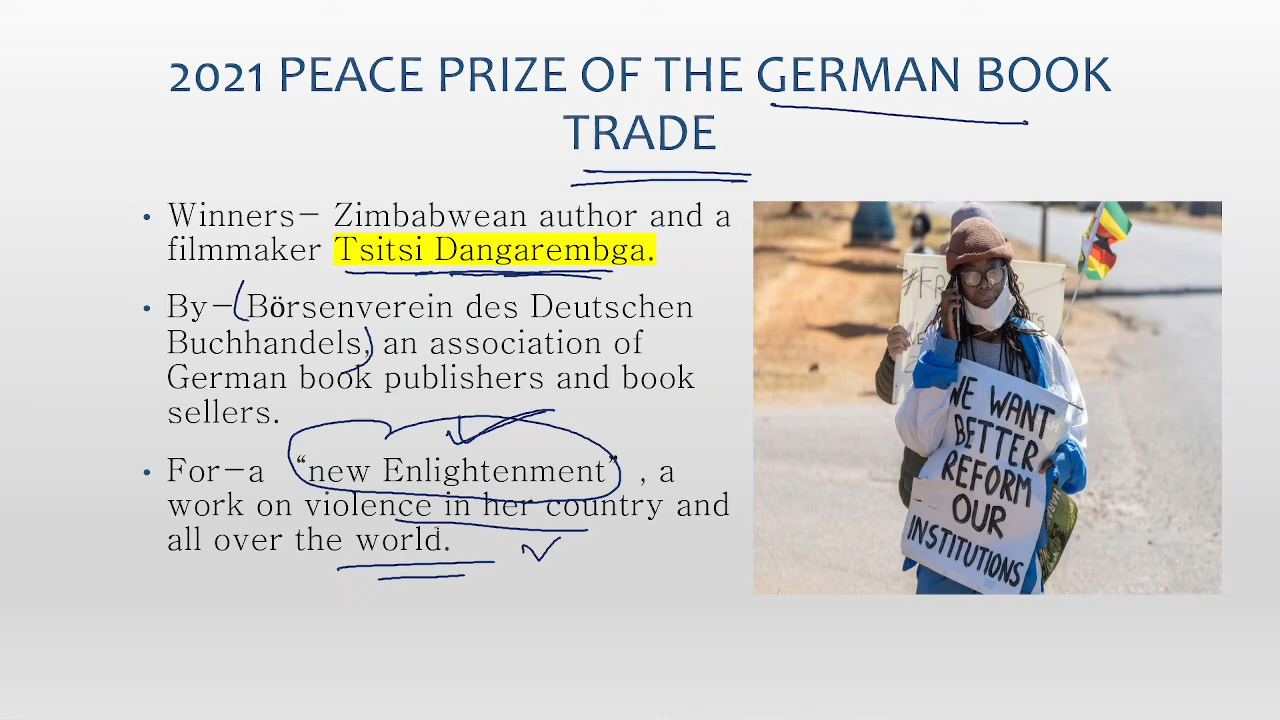 2021 PEACE PRIZE OF THE GERMAN BOOK
TRADE
• Winners– Zimbabwean author and a
filmmaker Tsitsi Dangarembga.
• By–Börsenverein des Deutschen
Buchhandels, an association of
German book publishers and book
sellers.
• For–a “new Enlightenment”, a
work on violence in her country and
all over the world.
WE WANT
BETTER
REFORM
OUR
INSTITUTIONS